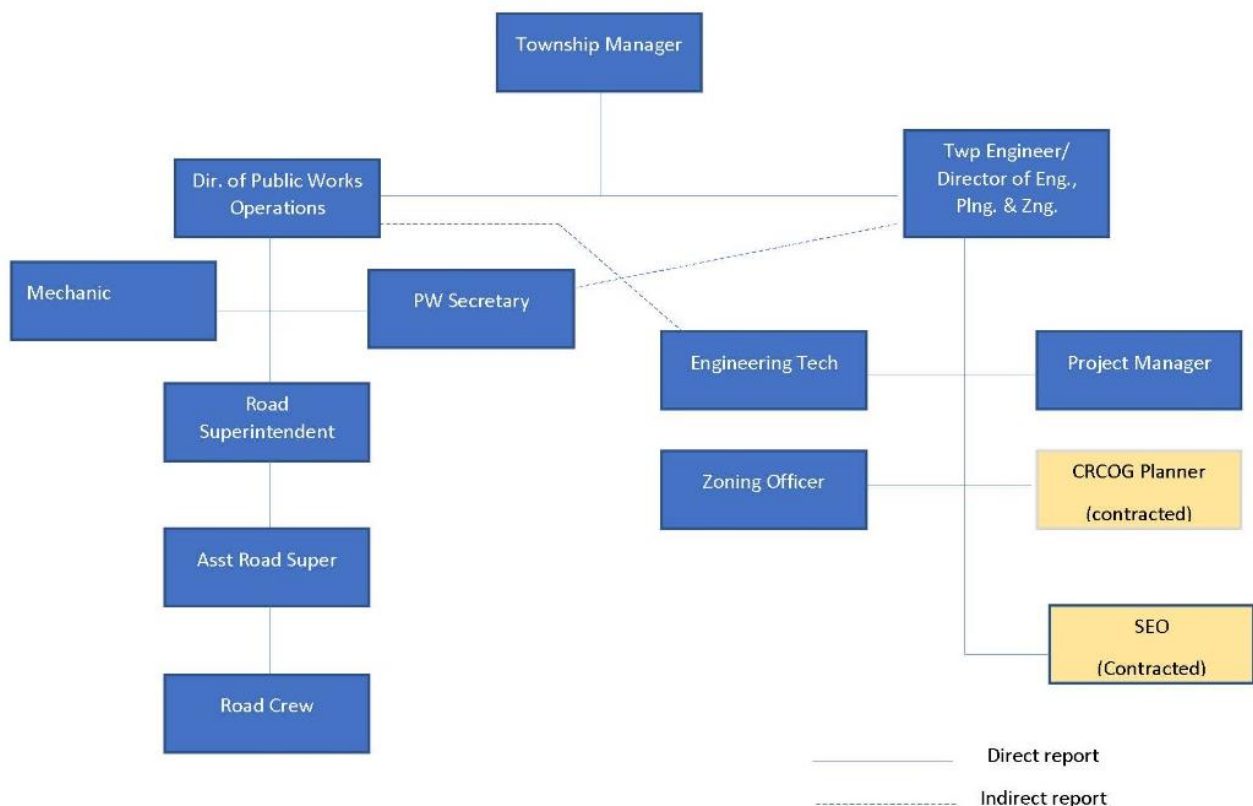 Township Manager
Dir. of Public Works
Operations
Twp Engineer/
Director of Eng.,
Plng. & Zng.
Mechanic
PW Secretary
Engineering Tech
Project Manager
Road
Superintendent
Zoning Officer
CRCOG Planner
(contracted)
Asst Road Super
SEO
(Contracted)
Road Crew
Direct report
Indirect report